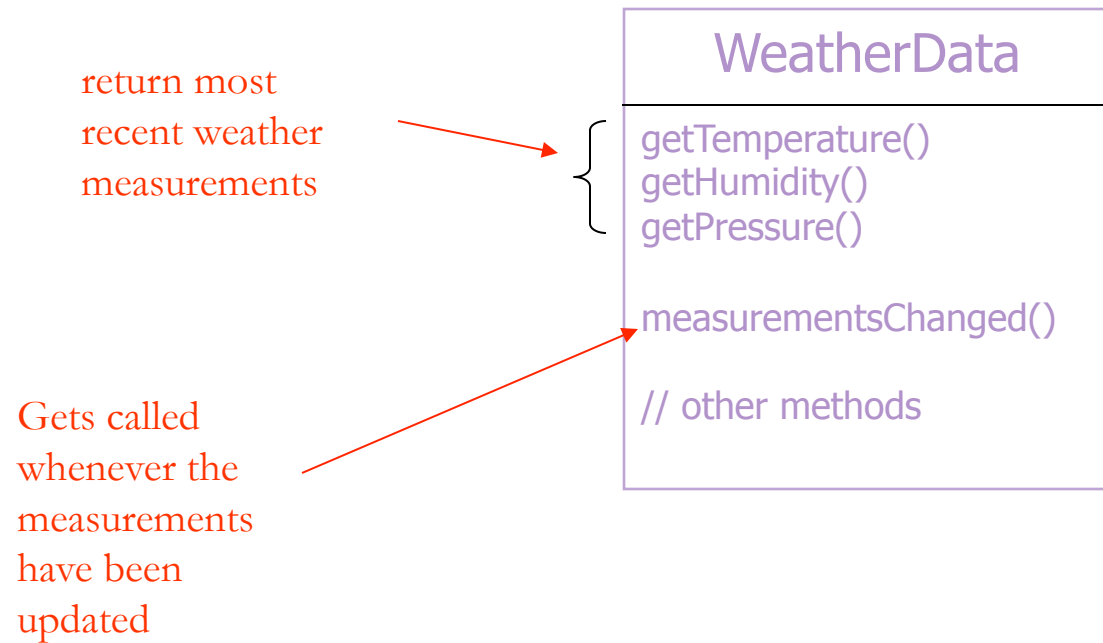 WeatherData
return most
recent weather
measurements
getTemperature()
getHumidity()
getPressure()
measurementsChanged()
// other methods
Gets called
whenever the
measurements
have been
updated